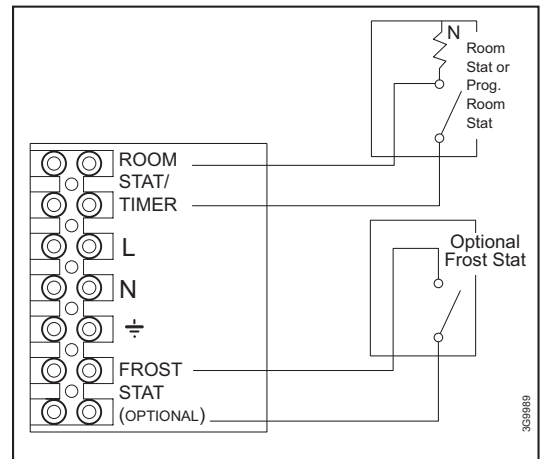 N
Room
Stat or
Prog.
Room
Stat
ROOM
STAT/
TIMER
L
N
Optional
Frost Stat
FROST
STAT
(OPTIONAL)
3G9989